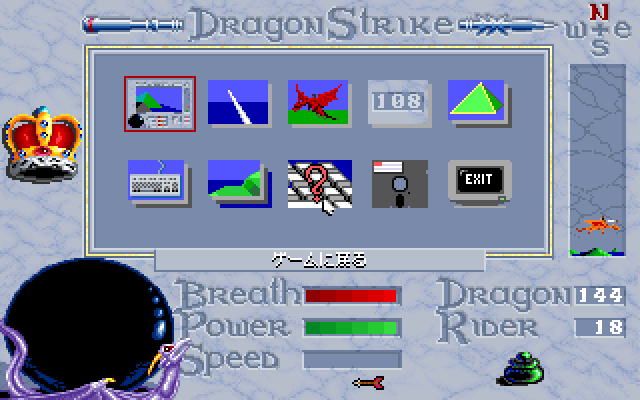 DragonStrike
N
W+E
S
108
EXIT
ゲームに戻る
Breath
Dragon 144
Power
Rider 18
Speed